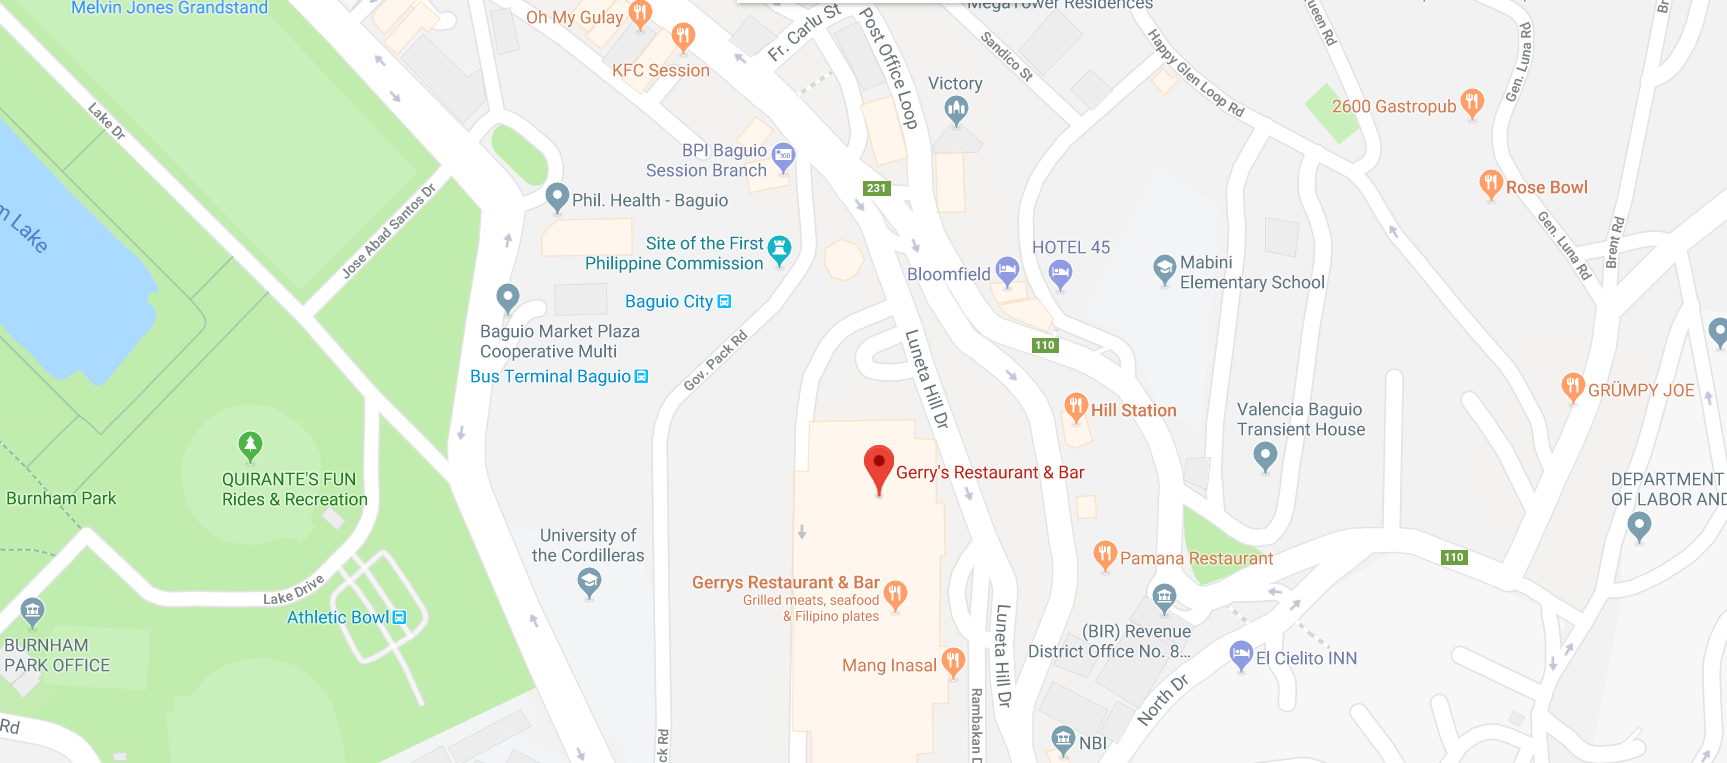 Melvin Jones Grandstand
Oh My Gulay
KFC Session
Fr. Carlu St
Post Office Loop
MegaTower Residences
Sandico St
Happy Glen Loop Rd
ueen Rd
Gen. Luna Rd
Br
Victory
2600 Gastropub
Lake Dr
BPI Baguio
Session Branch
231
Phil. Health - Baguio
Jose Abad Santos Dr
Rose Bowl
Gen. Luna Rd
Brent Rd
m Lake
Site of the First
Philippine Commission
HOTEL 45
Bloomfield
Mabini
Elementary School
Baguio City
Baguio Market Plaza
Cooperative Multi
Bus Terminal Baguio
Gov. Pack Rd
Luneta Hill Dr
110
Hill Station
GRÜMPY JOE
Valencia Baguio
Transient House
QUIRANTE'S FUN
Rides & Recreation
Burnham Park
Gerry's Restaurant & Bar
DEPARTMENT
OF LABOR AND
University of
the Cordilleras
Pamana Restaurant
110
Lake Drive
Athletic Bowl
Gerrys Restaurant & Bar
Grilled meats, seafood
& Filipino plates
BURNHAM
PARK OFFICE
(BIR) Revenue
District Office No. 8...
Luneta Hill Dr
Mang Inasal
El Cielito INN
North Dr
Rambakan D
Rd
ck Rd
NBI